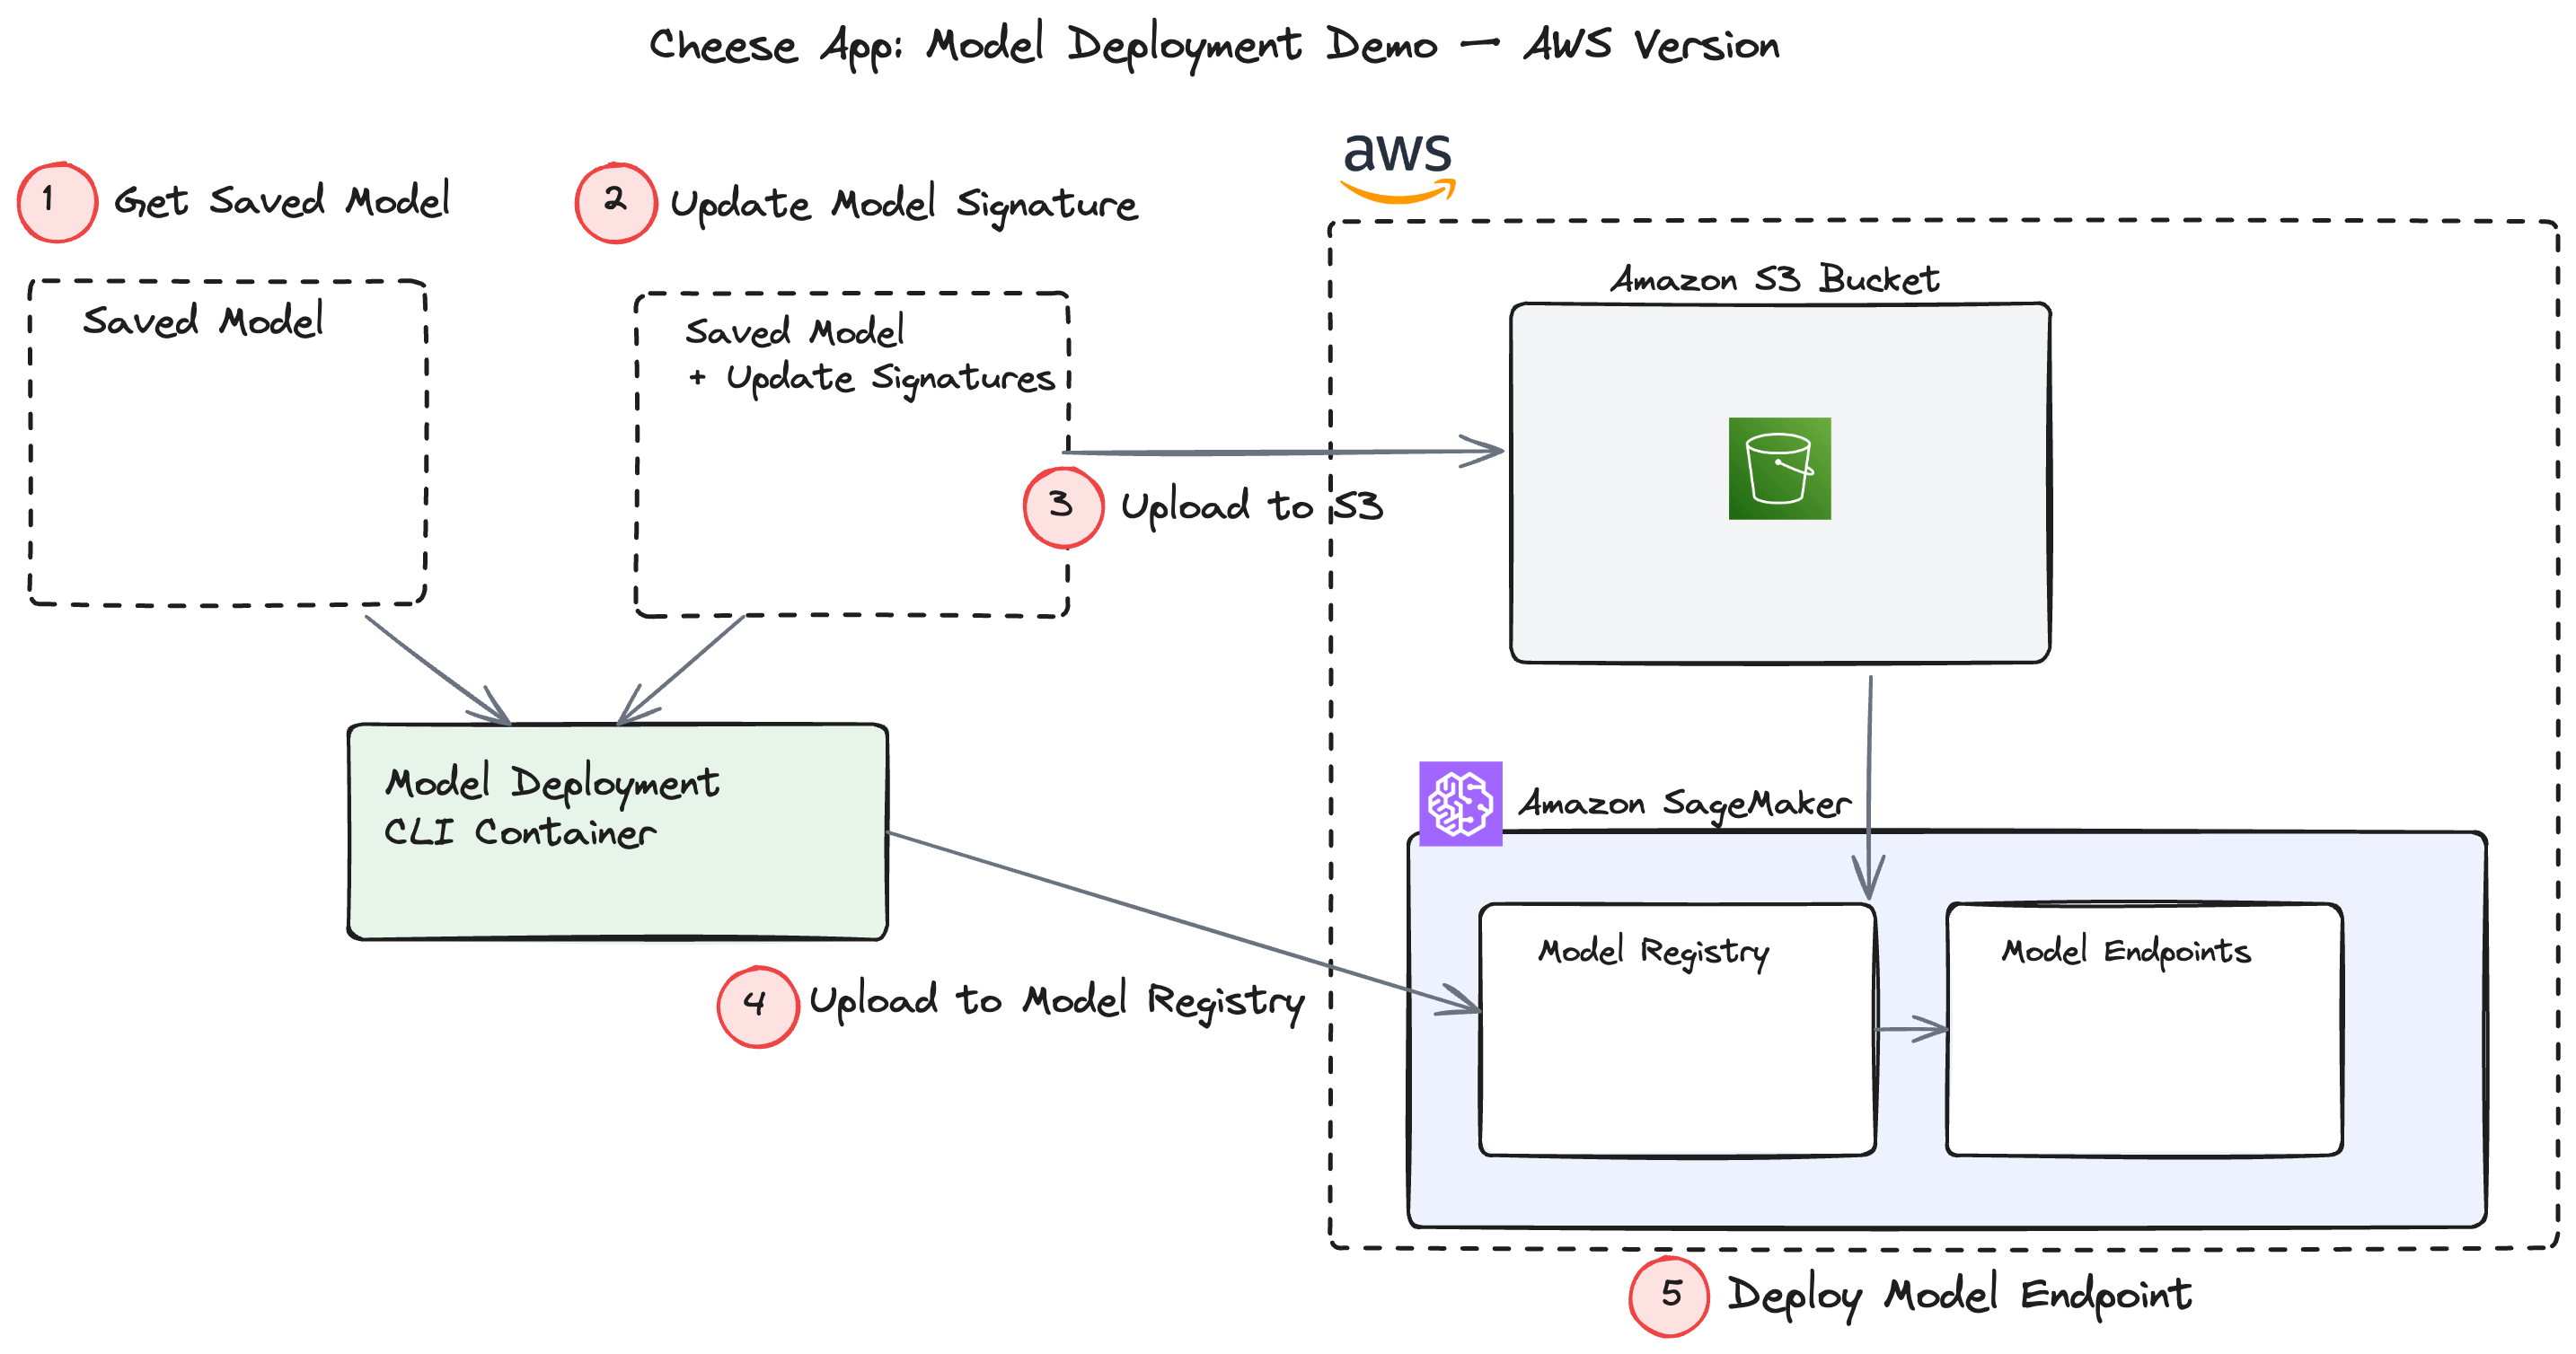 Cheese App: Model Deployment Demo — AWS Version
aws
1 Get Saved Model
2 Update Model Signature
Saved Model
Saved Model
+ Update Signatures
Amazon S3 Bucket
3 Upload to S3
Model Deployment
CLI Container
Amazon SageMaker
Model Registry
Model Endpoints
4 Upload to Model Registry
5 Deploy Model Endpoint